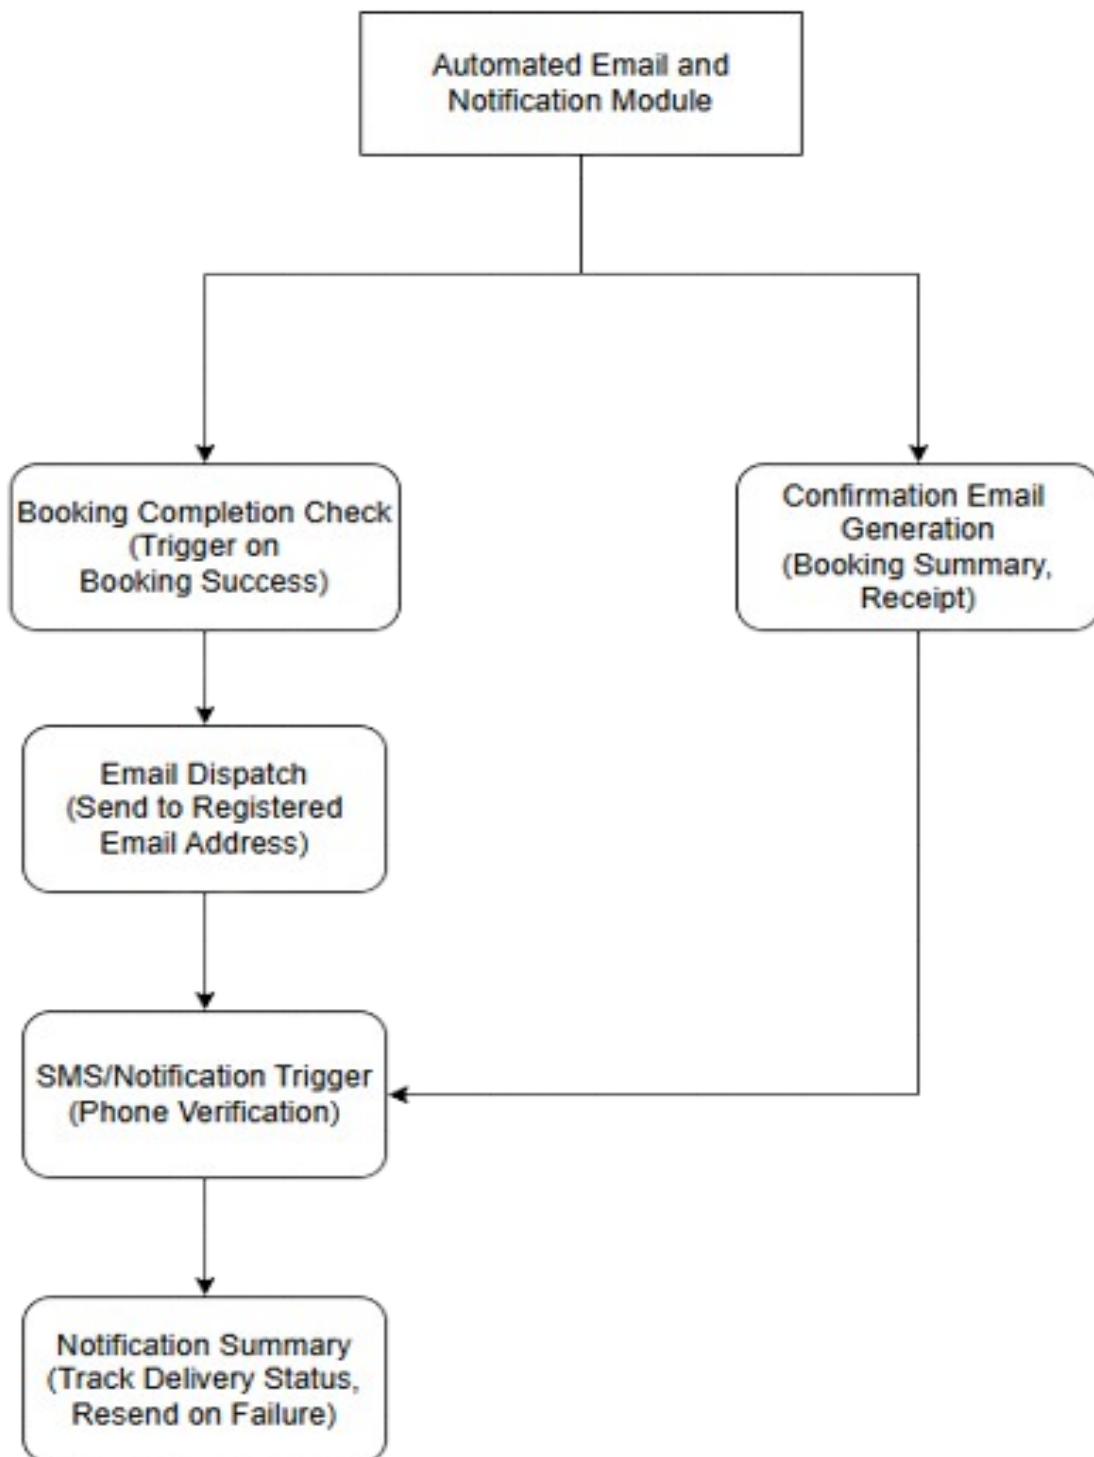 Automated Email and
Notification Module
Booking Completion Check
(Trigger on
Booking Success)
Confirmation Email
Generation
(Booking Summary,
Receipt)
Email Dispatch
(Send to Registered
Email Address)
SMS/Notification Trigger
(Phone Verification)
Notification Summary
(Track Delivery Status,
Resend on Failure)